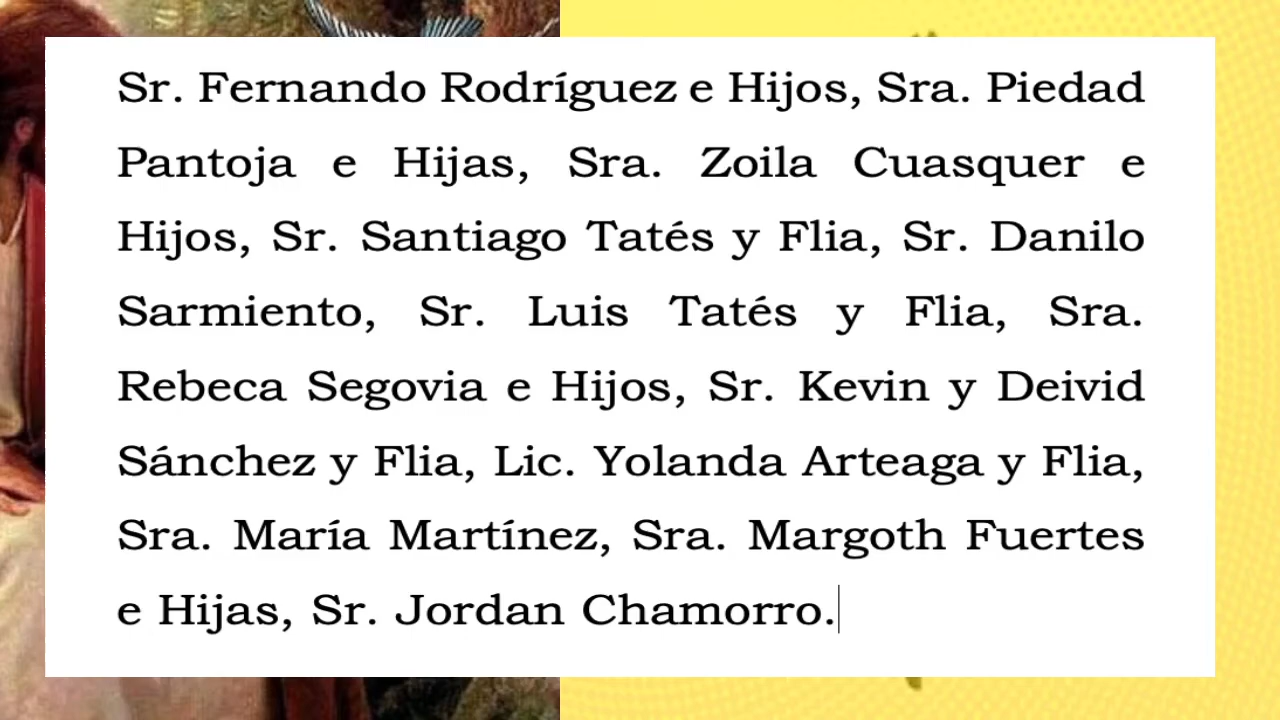 Sr. Fernando Rodríguez e Hijos, Sra. Piedad
Pantoja e Hijas, Sra. Zoila Cuasquer e
Hijos, Sr. Santiago Tatés y Flia, Sr. Danilo
Sarmiento, Sr. Luis Tatés y Flia, Sra.
Rebeca Segovia e Hijos, Sr. Kevin y Deivid
Sánchez y Flia, Lic. Yolanda Arteaga y Flia,
Sra. María Martínez, Sra. Margoth Fuertes
e Hijas, Sr. Jordan Chamorro.